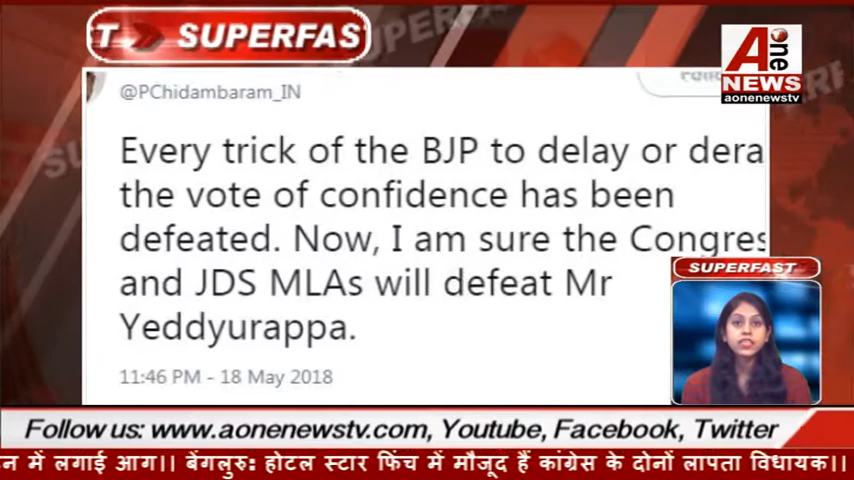 SUPERFAST
Aone
NEWS
aonenewstv
@PChidambaram_IN
Every trick of the BJP to delay or dera
the vote of confidence has been
defeated. Now, I am sure the Congres
and JDS MLAs will defeat Mr
Yeddyurappa.
11:46 PM - 18 May 2018
SUPERFAST
Follow us: www.aonenewstv.com, Youtube, Facebook, Twitter
न में लगाई आग।। बेंगलुरु: होटल स्टार फिंच में मौजूद हैं कांग्रेस के दोनों लापता विधायक।।